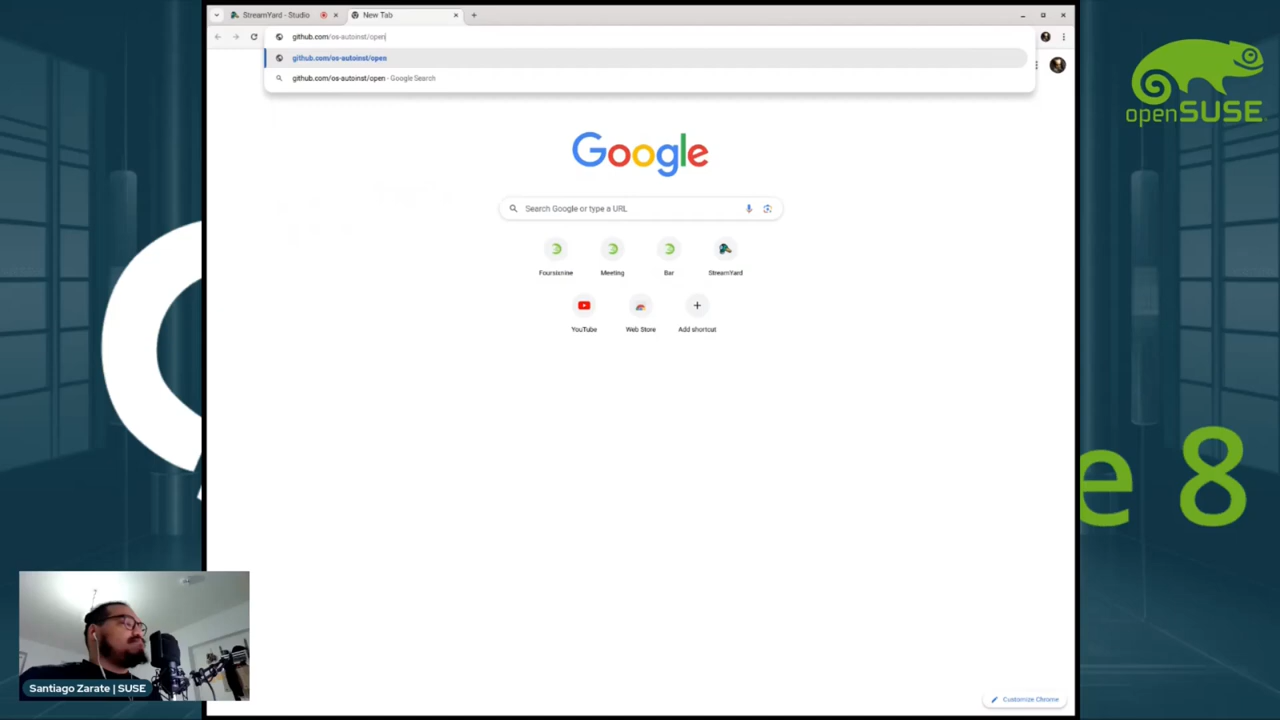 StreamYard - Studio
New Tab
github.com/os-autoinst/open
github.com/os-autoinst/open
github.com/os-autoinst/open - Google Search
openSUSE
Google
Search Google or type a URL
Meeting
Bar
StreamYard
YouTube
Web Store
Add shortcut
e 8
Santiago Zarate | SUSE
Customize Chrome